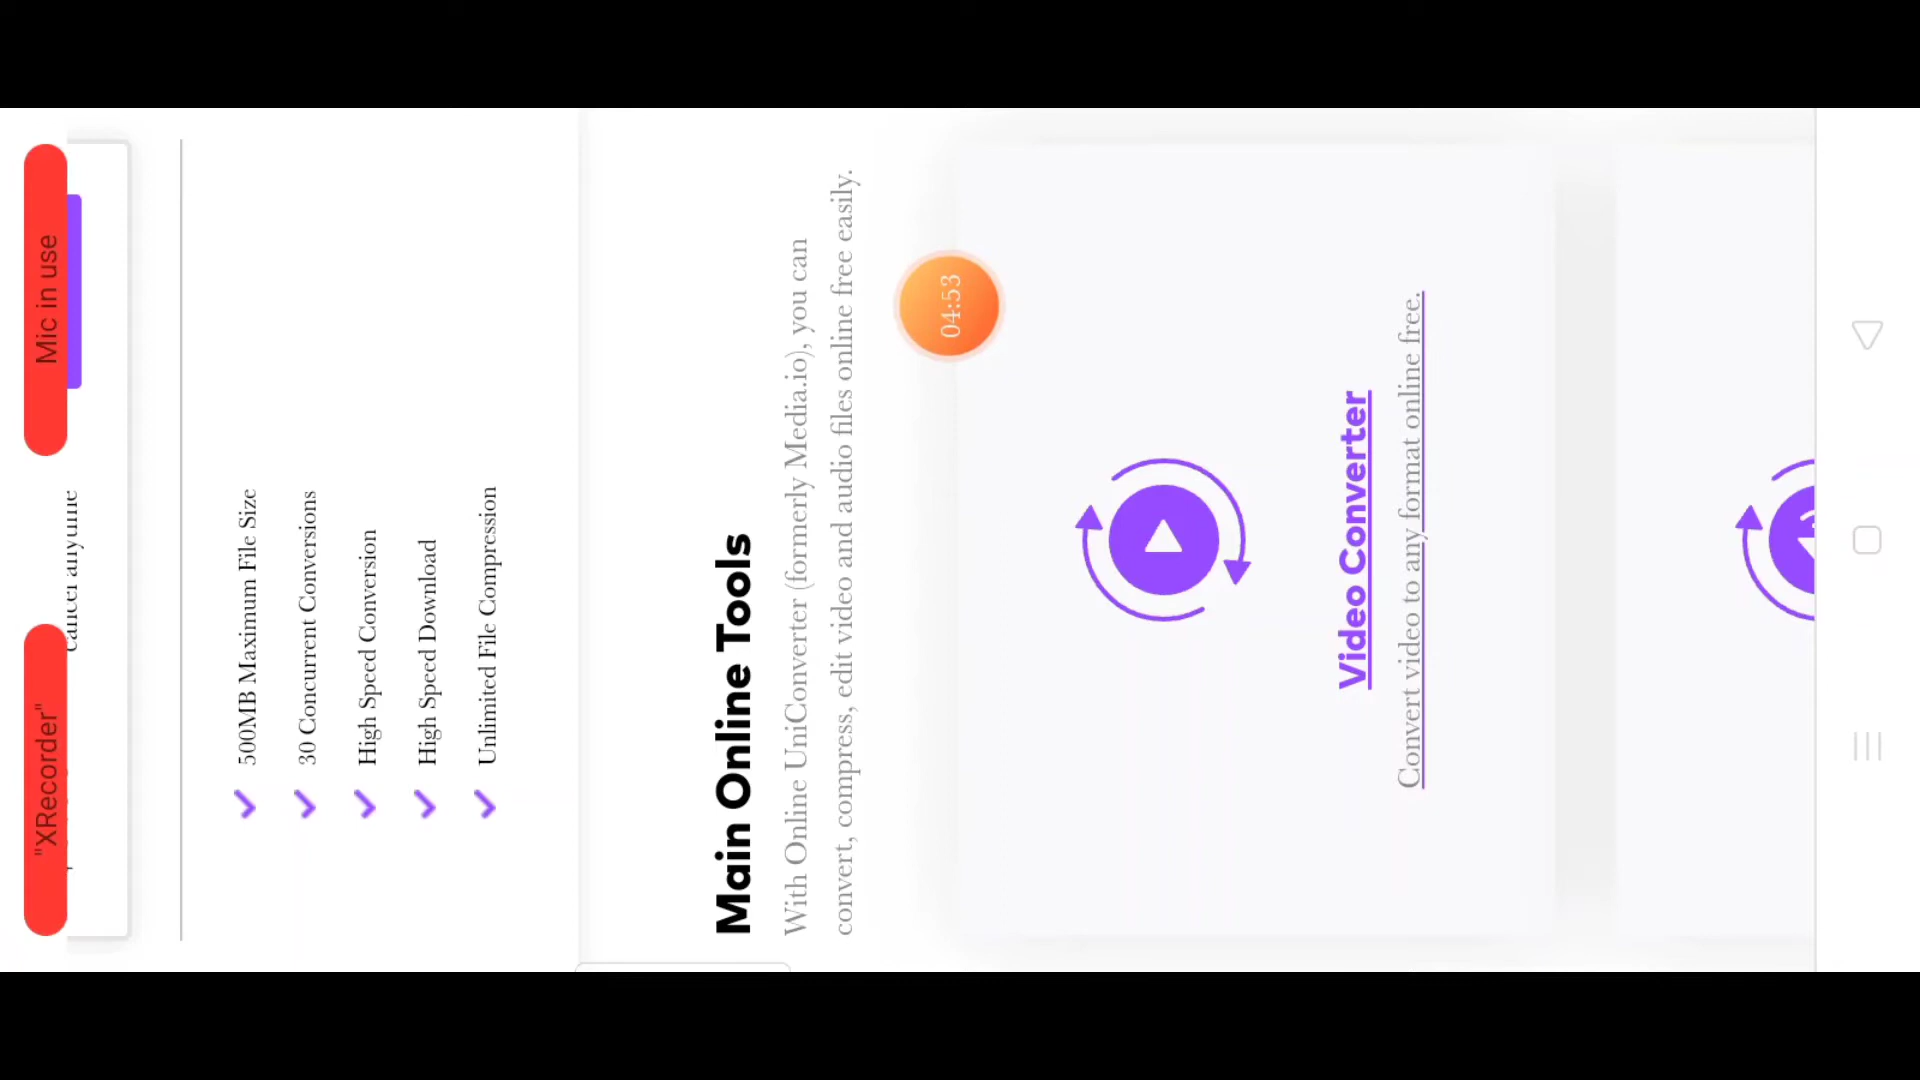 "XRecorder"
Mic in use
cancel anytime
500MB Maximum File Size
30 Concurrent Conversions
High Speed Conversion
High Speed Download
Unlimited File Compression
Main Online Tools
With Online UniConverter (formerly Media.io), you can
convert, compress, edit video and audio files online free easily.
04:53
Video Converter
Convert video to any format online free.